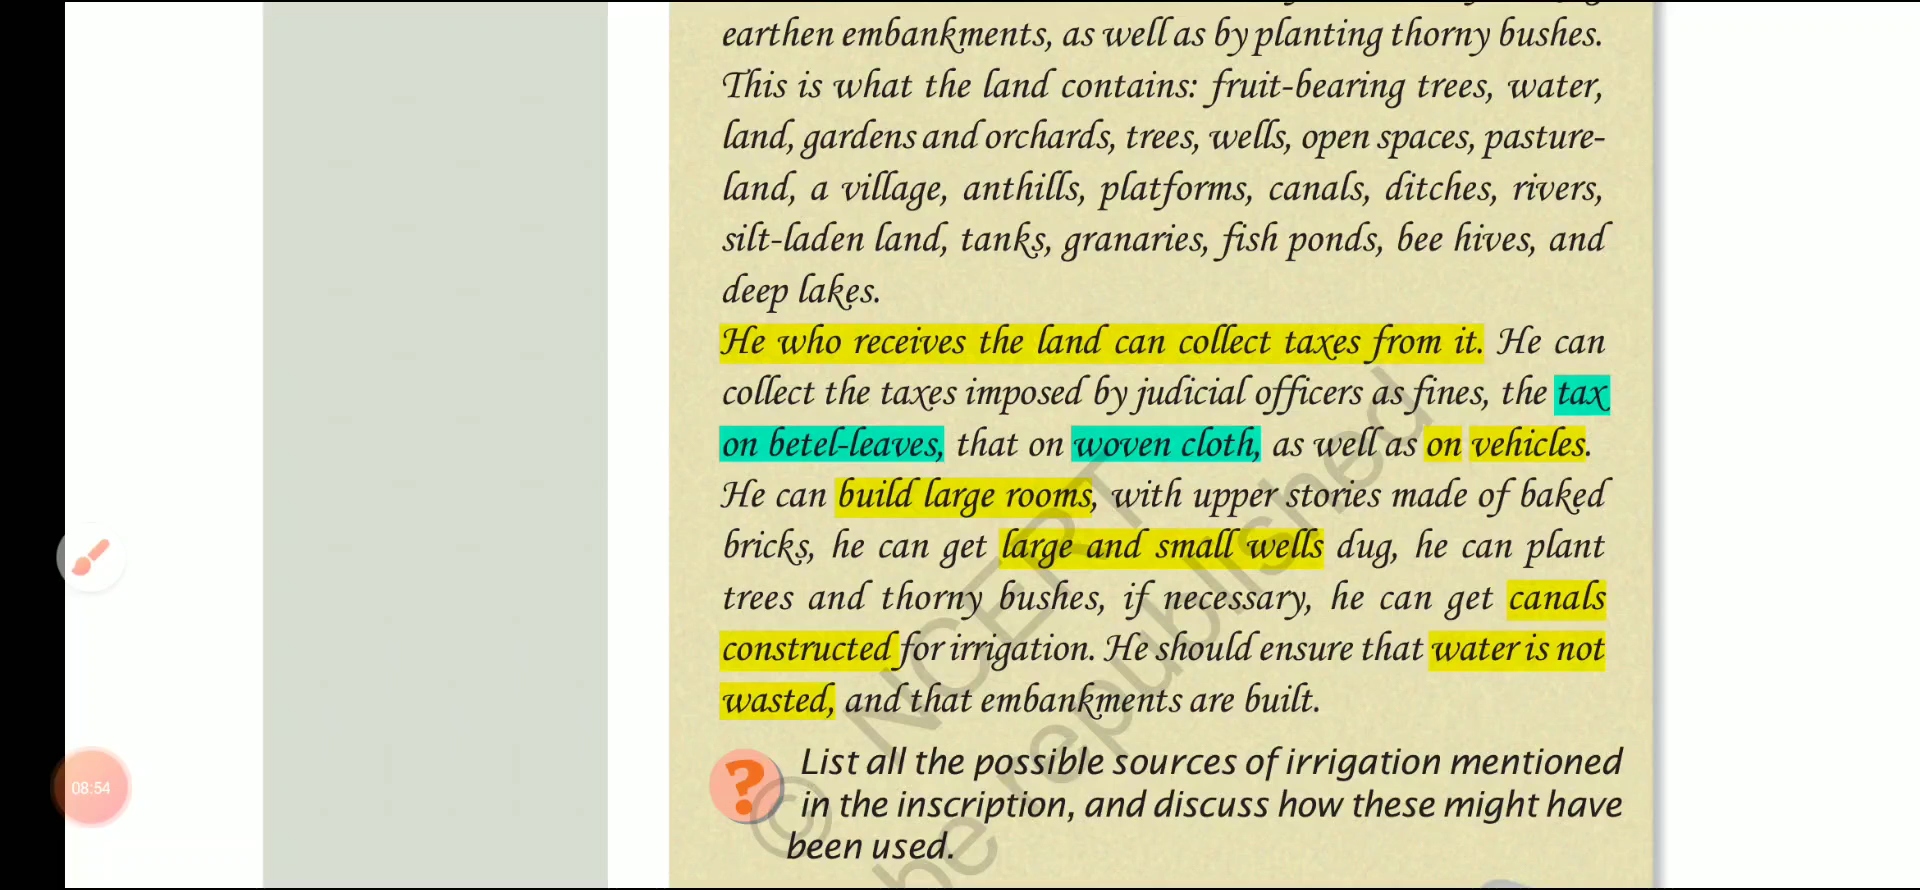 earthen embankments, as well as by planting thorny bushes.
This is what the land contains: fruit-bearing trees, water,
land, gardens and orchards, trees, wells, open spaces, pasture-
land, a village, anthills, platforms, canals, ditches, rivers,
silt-laden land, tanks, granaries, fish ponds, bee hives, and
deep lakes.
He who receives the land can collect taxes from it. He can
collect the taxes imposed by judicial officers as fines, the tax
on betel-leaves, that on woven cloth, as well as on vehicles.
He can build large rooms, with upper stories made of baked
bricks, he can get large and small wells dug, he can plant
trees and thorny bushes, if necessary, he can get canals
constructed for irrigation. He should ensure that water is not
wasted, and that embankments are built.
? List all the possible sources of irrigation mentioned
in the inscription, and discuss how these might have
been used.
08:54
© NCERT
be republished